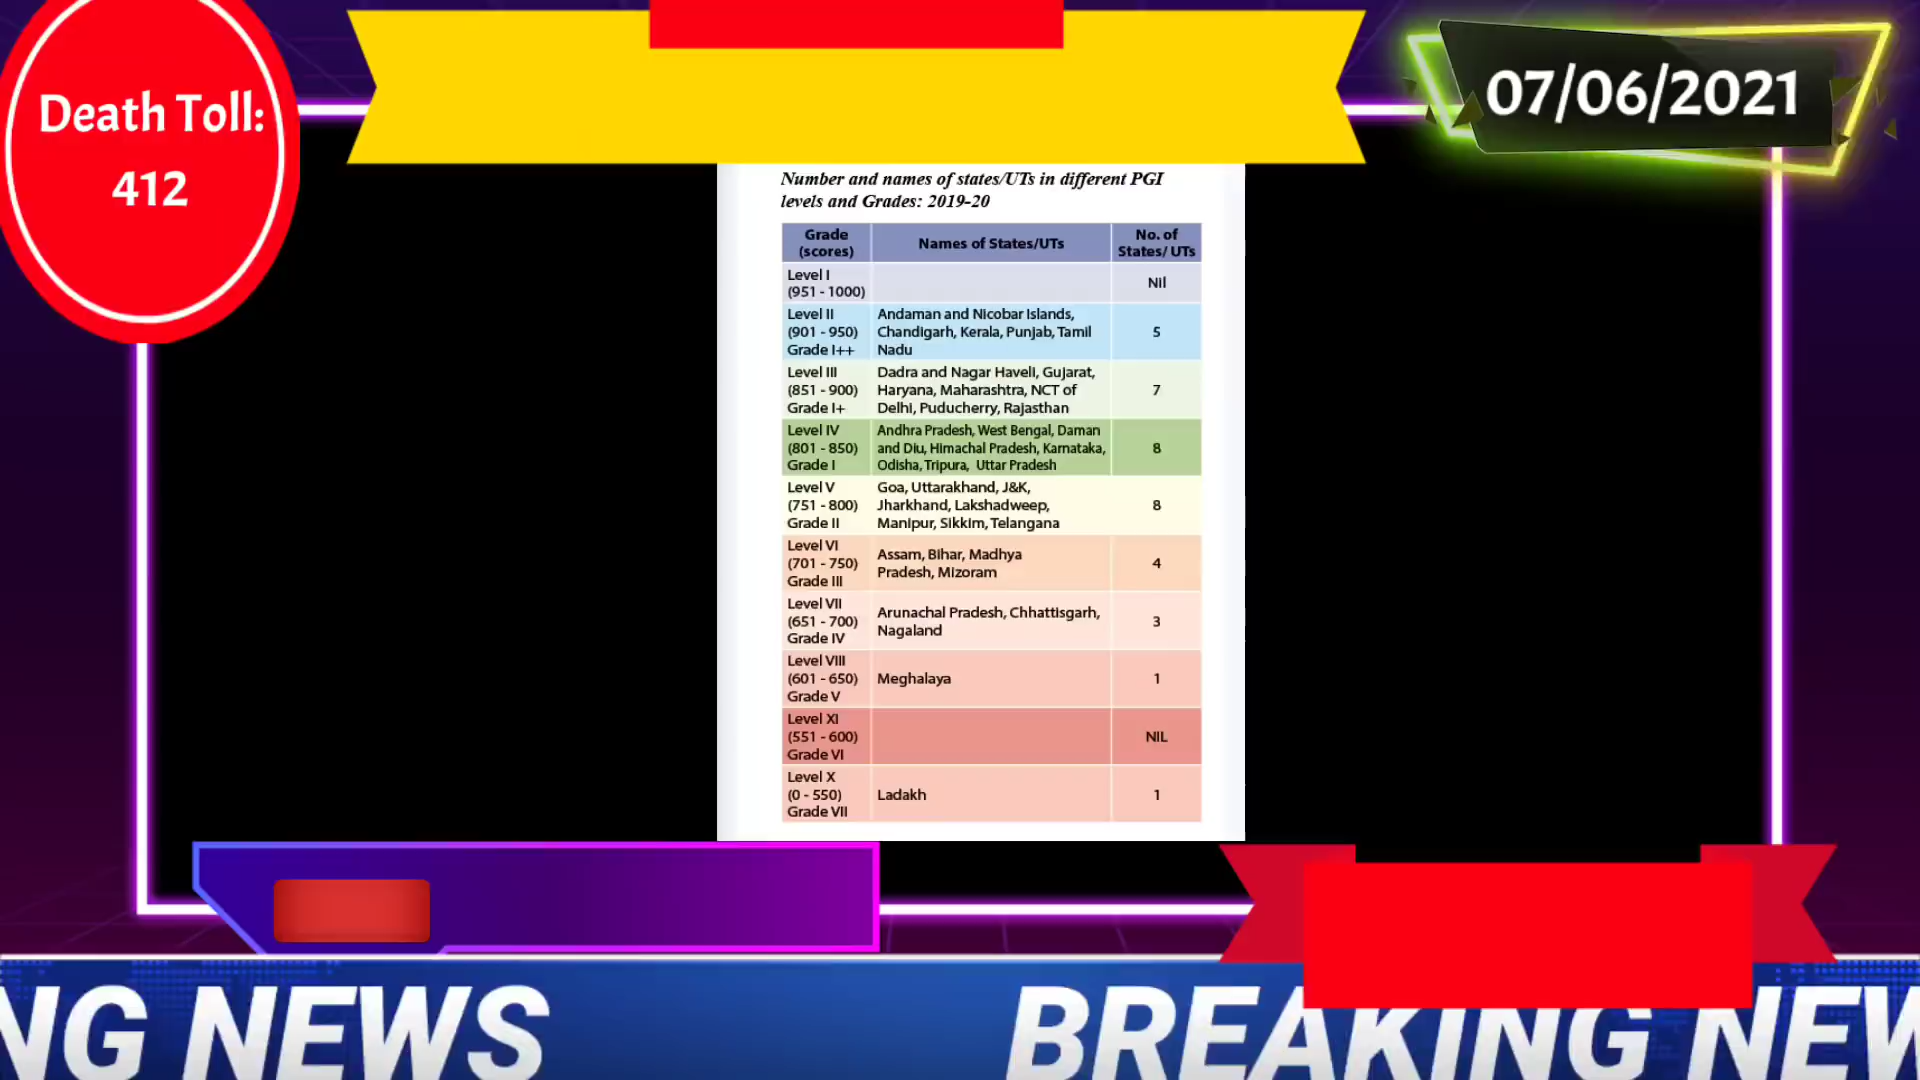 Death Toll:
412
07/06/2021
Number and names of states/UTs in different PGI
levels and Grades: 2019-20
Grade
(scores)
Names of States/UTs
No. of
States/ UTs
Level I
(951 - 1000)
Nil
Level II
(901 - 950)
Grade I++
Andaman and Nicobar Islands,
Chandigarh, Kerala, Punjab, Tamil
Nadu
5
Level III
(851 - 900)
Grade I+
Dadra and Nagar Haveli, Gujarat,
Haryana, Maharashtra, NCT of
Delhi, Puducherry, Rajasthan
7
Level IV
(801 - 850)
Grade I
Andhra Pradesh, West Bengal, Daman
and Diu, Himachal Pradesh, Karnataka,
Odisha, Tripura, Uttar Pradesh
8
Level V
(751 - 800)
Grade II
Goa, Uttarakhand, J&K,
Jharkhand, Lakshadweep,
Manipur, Sikkim, Telangana
8
Level VI
(701 - 750)
Grade III
Assam, Bihar, Madhya
Pradesh, Mizoram
4
Level VII
(651 - 700)
Grade IV
Arunachal Pradesh, Chhattisgarh,
Nagaland
3
Level VIII
(601 - 650)
Grade V
Meghalaya
1
Level XI
(551 - 600)
Grade VI
NIL
Level X
(0 - 550)
Grade VII
Ladakh
1
NG NEWS BREAKING NEW